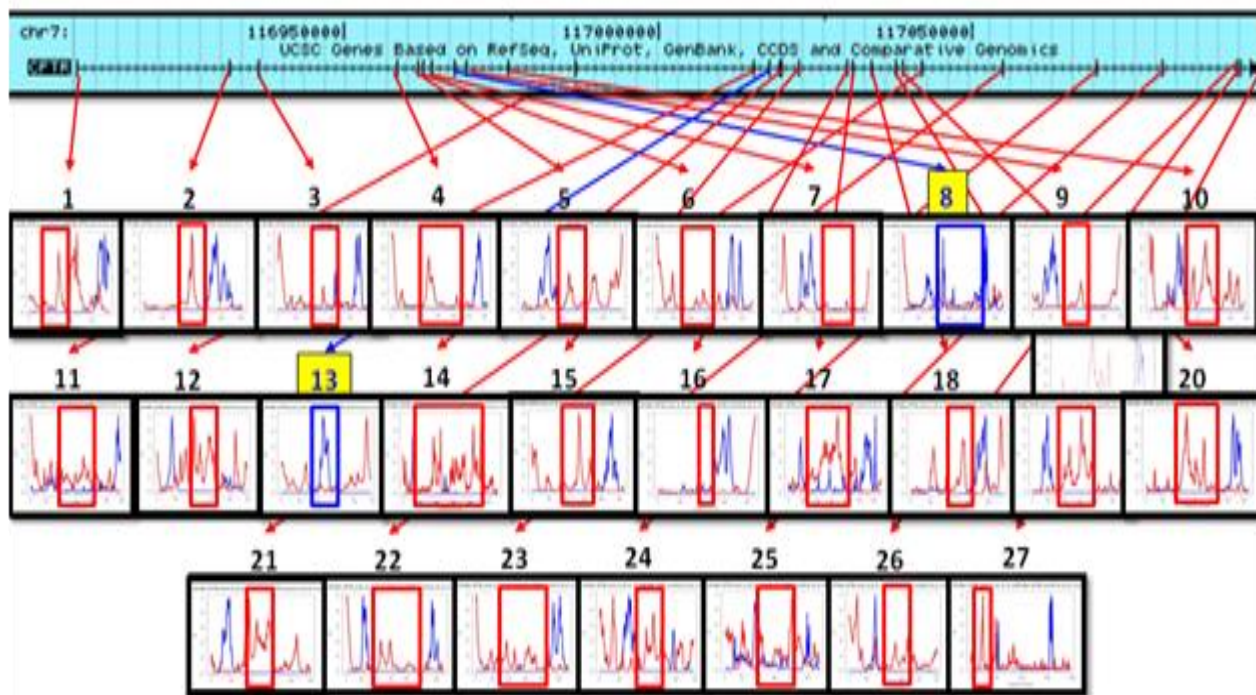 chr7: 116950000| 117000000| 117050000|
UCSC Genes Based on RefSeq, UniProt, GenBank, CCDS and Comparative Genomics
CFTR
1 2 3 4 5 6 7 8 9 10
11 12 13 14 15 16 17 18 20
21 22 23 24 25 26 27